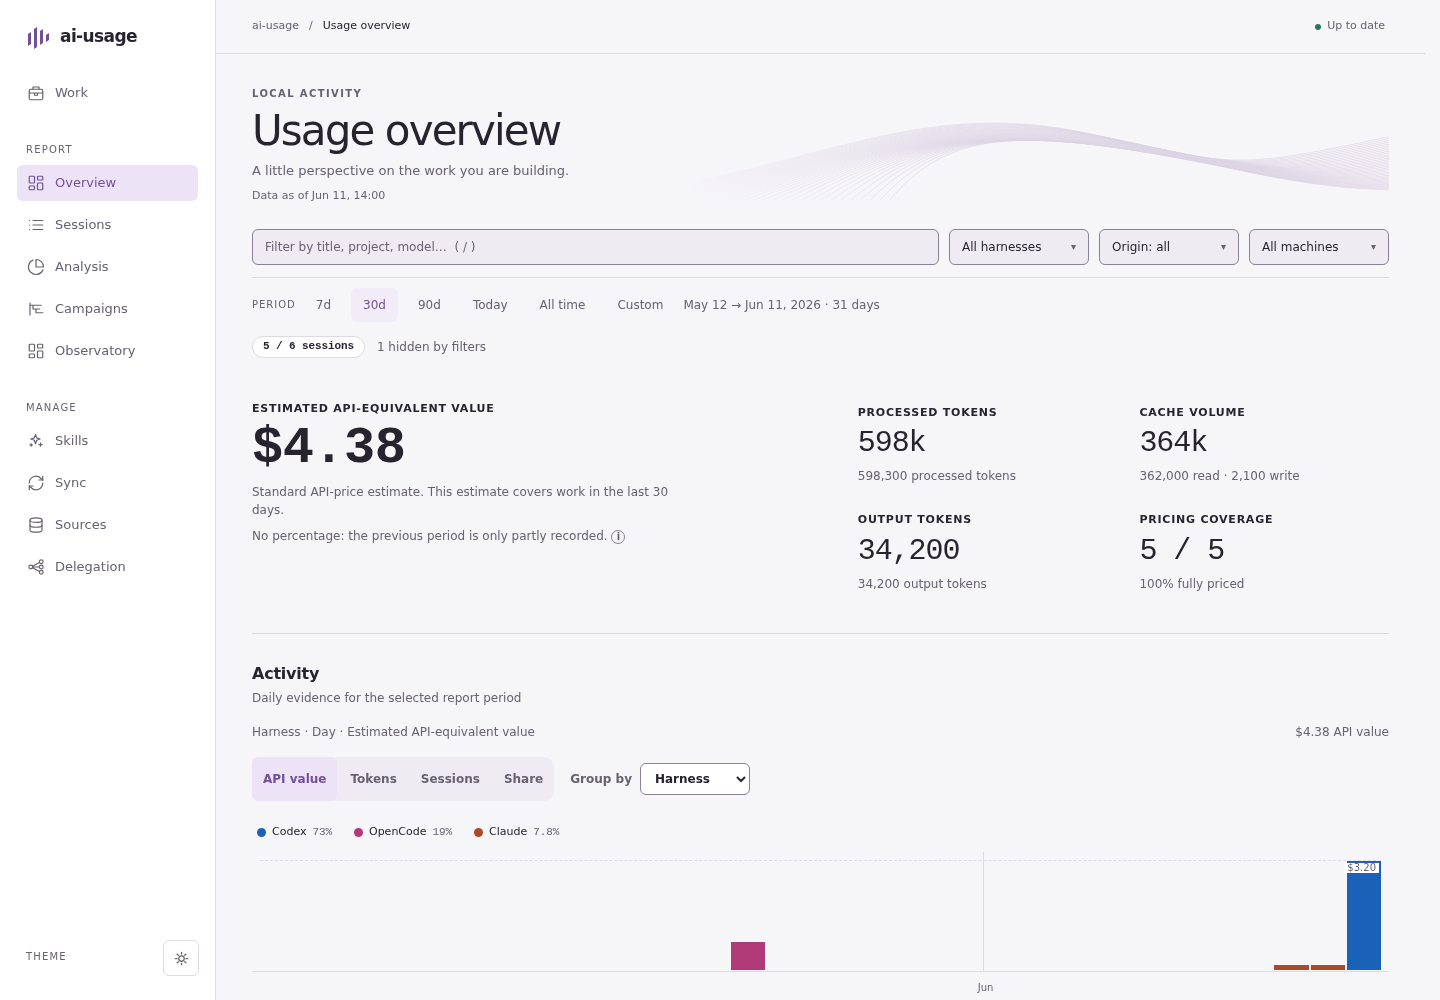 ai-usage
Work
REPORT
Overview
Sessions
Analysis
Campaigns
Observatory
MANAGE
Skills
Sync
Sources
Delegation
THEME
ai-usage / Usage overview
Up to date
LOCAL ACTIVITY
Usage overview
A little perspective on the work you are building.
Data as of Jun 11, 14:00
Filter by title, project, model… ( / )
All harnesses
Origin: all
All machines
PERIOD 7d 30d 90d Today All time Custom May 12 → Jun 11, 2026 · 31 days
5 / 6 sessions 1 hidden by filters
ESTIMATED API-EQUIVALENT VALUE
$4.38
Standard API-price estimate. This estimate covers work in the last 30
days.
No percentage: the previous period is only partly recorded. i
PROCESSED TOKENS
598k
598,300 processed tokens
CACHE VOLUME
364k
362,000 read · 2,100 write
OUTPUT TOKENS
34,200
34,200 output tokens
PRICING COVERAGE
5 / 5
100% fully priced
Activity
Daily evidence for the selected report period
Harness · Day · Estimated API-equivalent value
$4.38 API value
API value Tokens Sessions Share Group by Harness
Codex 73% OpenCode 19% Claude 7.8%
$3.20
Jun